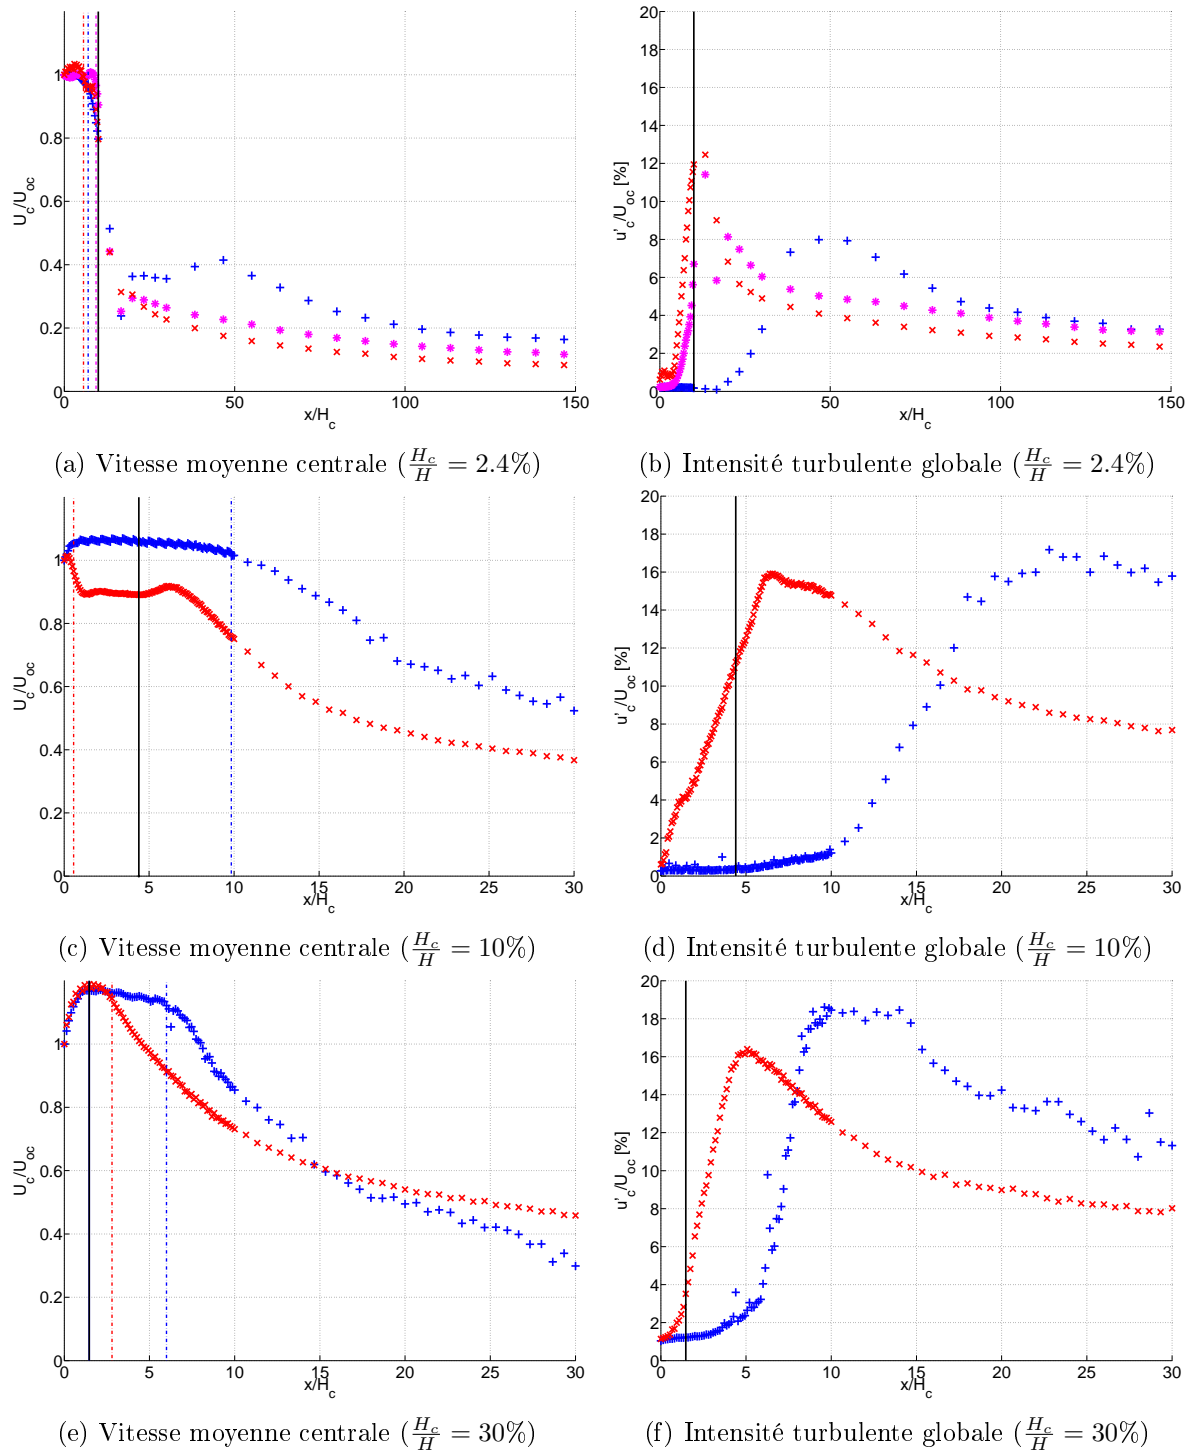 1
0.8
0.6
0.4
0.2
0
U_c/U_oc
0 50 100 150
x/H_c
20
18
16
14
12
10
8
6
4
2
0
u'_c/U_oc [%]
0 50 100 150
x/H_c
(a) Vitesse moyenne centrale (H_c/H = 2.4%)
(b) Intensité turbulente globale (H_c/H = 2.4%)
1
0.8
0.6
0.4
0.2
0
U_c/U_oc
0 5 10 15 20 25 30
x/H_c
20
18
16
14
12
10
8
6
4
2
0
u'_c/U_oc [%]
0 5 10 15 20 25 30
x/H_c
(c) Vitesse moyenne centrale (H_c/H = 10%)
(d) Intensité turbulente globale (H_c/H = 10%)
1
0.8
0.6
0.4
0.2
0
U_c/U_oc
0 5 10 15 20 25 30
x/H_c
20
18
16
14
12
10
8
6
4
2
0
u'_c/U_oc [%]
0 5 10 15 20 25 30
x/H_c
(e) Vitesse moyenne centrale (H_c/H = 30%)
(f) Intensité turbulente globale (H_c/H = 30%)